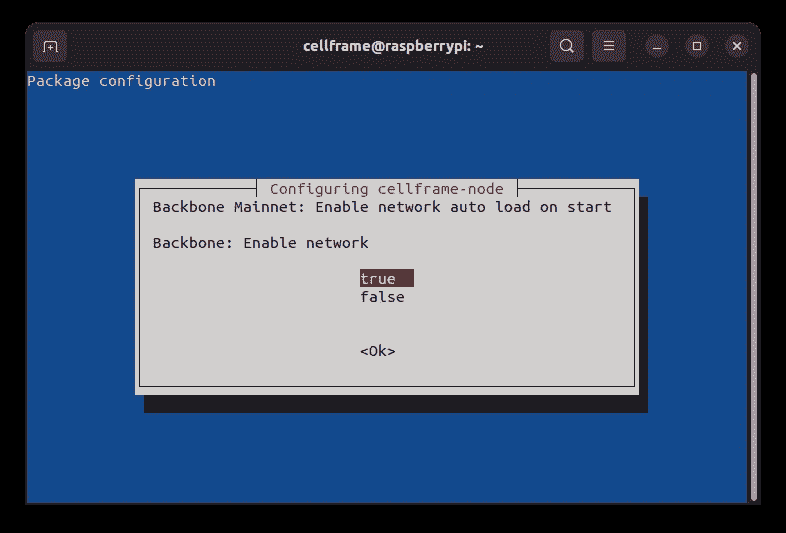 cellframe@raspberrypi: ~
Package configuration
Configuring cellframe-node
Backbone Mainnet: Enable network auto load on start
Backbone: Enable network
true
false
<Ok>